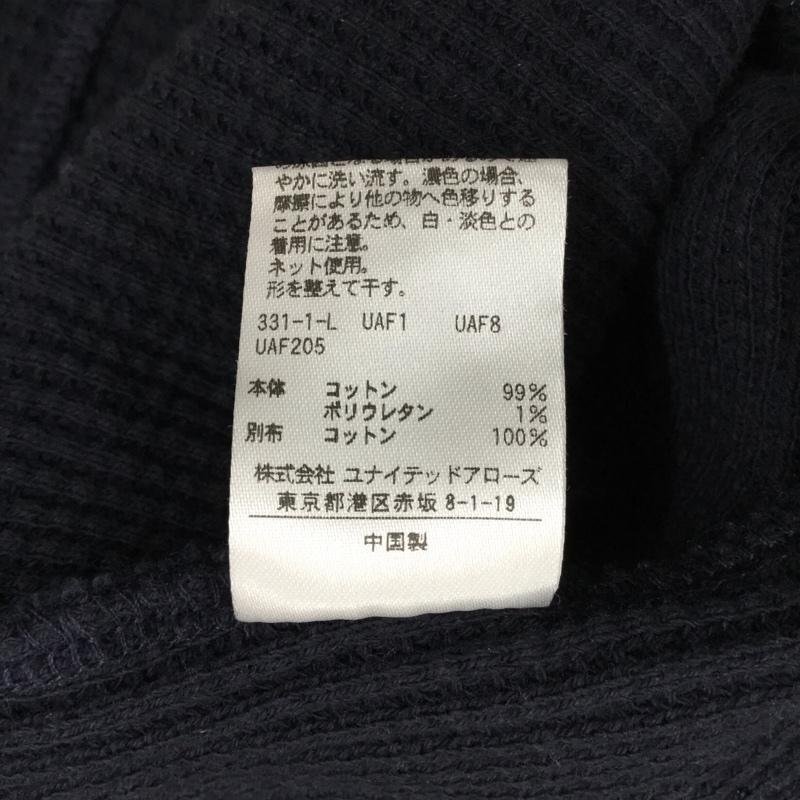 やかに洗い流す。濃色の場合、
摩擦により他の物へ色移りする
ことがあるため、白・淡色との
着用に注意。
ネット使用。
形を整えて干す。
331-1-L UAF1 UAF8
UAF205
本体 コットン 99%
ポリウレタン 1%
別布 コットン 100%
株式会社 ユナイテッドアローズ
東京都港区赤坂 8-1-19
中国製